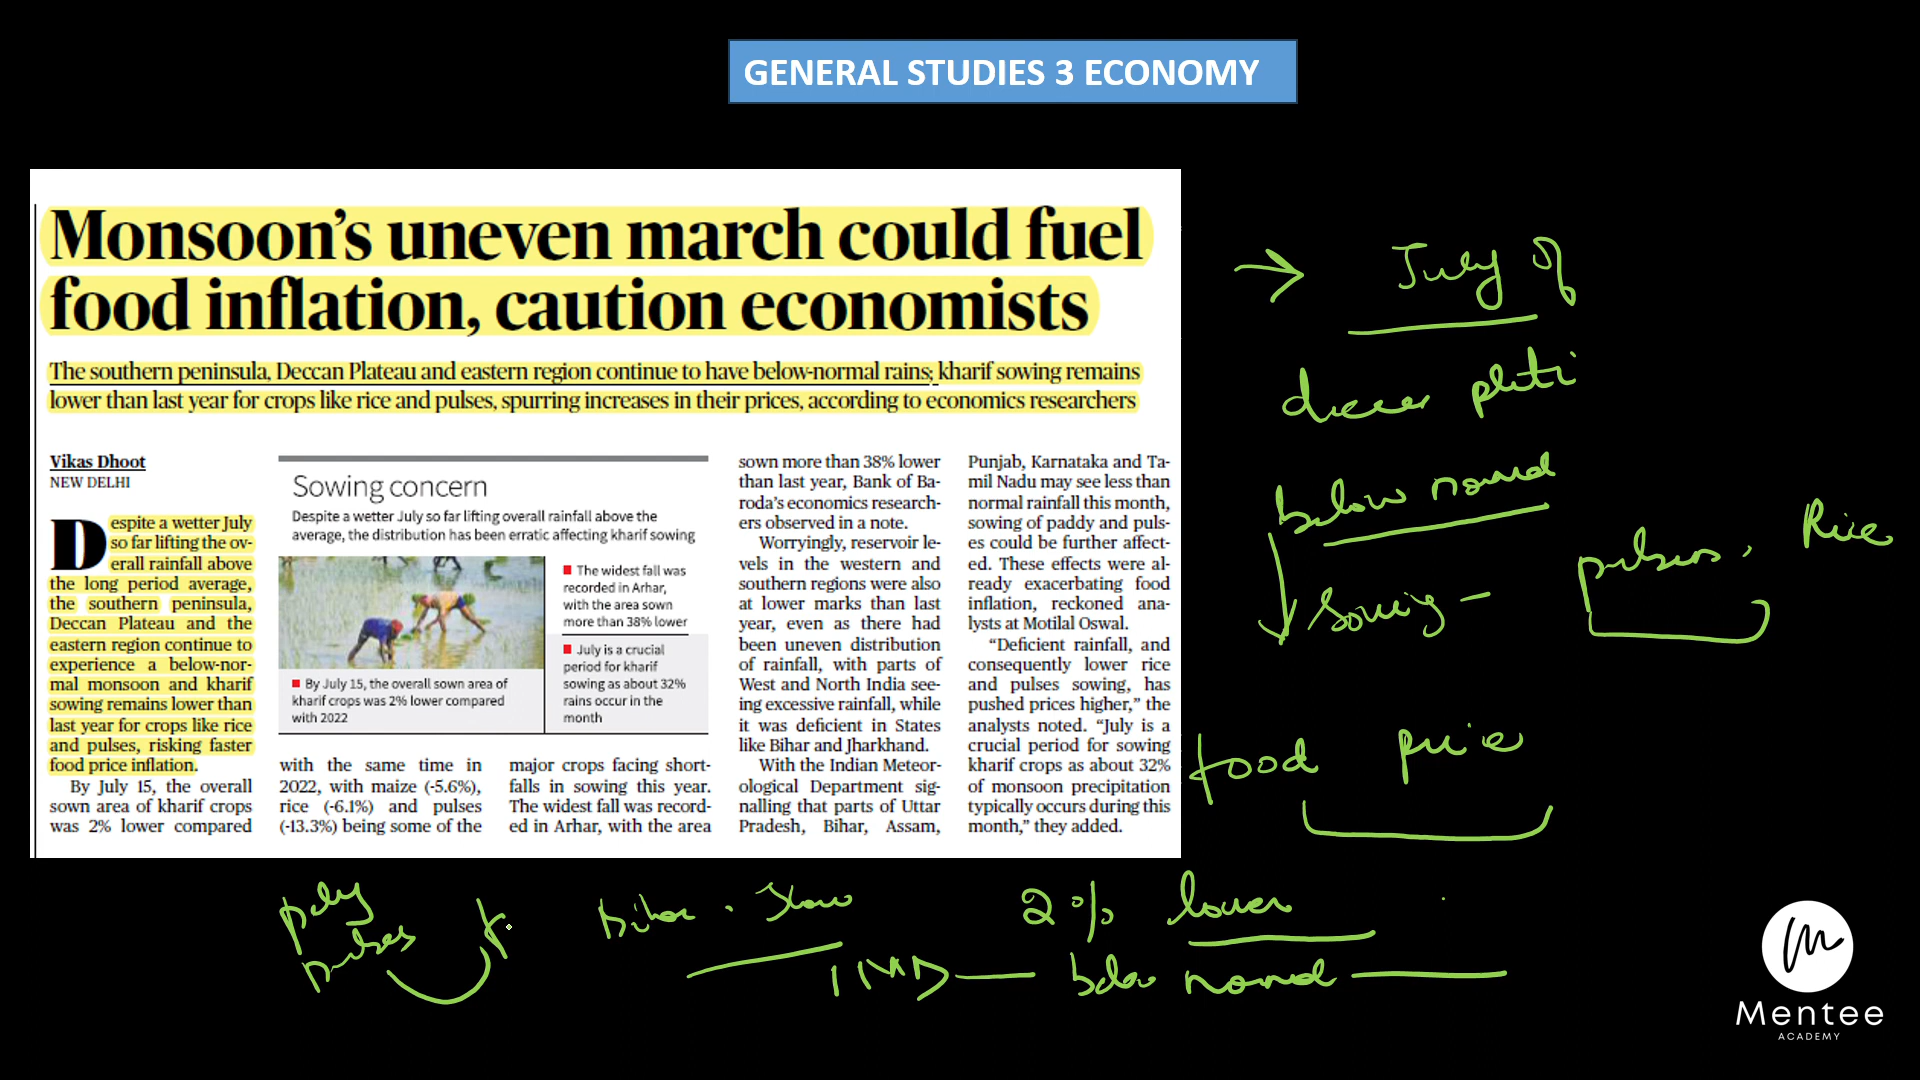 GENERAL STUDIES 3 ECONOMY
Monsoon's uneven march could fuel
food inflation, caution economists
The southern peninsula, Deccan Plateau and eastern region continue to have below-normal rains; kharif sowing remains
lower than last year for crops like rice and pulses, spurring increases in their prices, according to economics researchers
Vikas Dhoot
NEW DELHI
Despite a wetter July
so far lifting the ov-
erall rainfall above
the long period average,
the southern peninsula,
Deccan Plateau and the
eastern region continue to
experience a below-nor-
mal monsoon and kharif
sowing remains lower than
last year for crops like rice
and pulses, risking faster
food price inflation.
By July 15, the overall
sown area of kharif crops
was 2% lower compared
Sowing concern
Despite a wetter July so far lifting overall rainfall above the
average, the distribution has been erratic affecting kharif sowing
The widest fall was
recorded in Arhar,
with the area sown
more than 38% lower
July is a crucial
period for kharif
sowing as about 32%
rains occur in the
month
By July 15, the overall sown area of
kharif crops was 2% lower compared
with 2022
with the same time in
2022, with maize (-5.6%),
rice (-6.1%) and pulses
(-13.3%) being some of the
major crops facing short-
falls in sowing this year.
The widest fall was record-
ed in Arhar, with the area
sown more than 38% lower
than last year, Bank of Ba-
roda's economics research-
ers observed in a note.
Worryingly, reservoir le-
vels in the western and
southern regions were also
at lower marks than last
year, even as there had
been uneven distribution
of rainfall, with parts of
West and North India see-
ing excessive rainfall, while
it was deficient in States
like Bihar and Jharkhand.
With the Indian Meteor-
ological Department sig-
nalling that parts of Uttar
Pradesh, Bihar, Assam,
Punjab, Karnataka and Ta-
mil Nadu may see less than
normal rainfall this month,
sowing of paddy and puls-
es could be further affect-
ed. These effects were al-
ready exacerbating food
inflation, reckoned ana-
lysts at Motilal Oswal.
"Deficient rainfall, and
consequently lower rice
and pulses sowing, has
pushed prices higher," the
analysts noted. "July is a
crucial period for sowing
kharif crops as about 32%
of monsoon precipitation
typically occurs during this
month," they added.
July of
below normal
sowing -
pulses, Rice
food price
pulses
Bihar
2% lower
IMD — below normal —
Mentee
ACADEMY